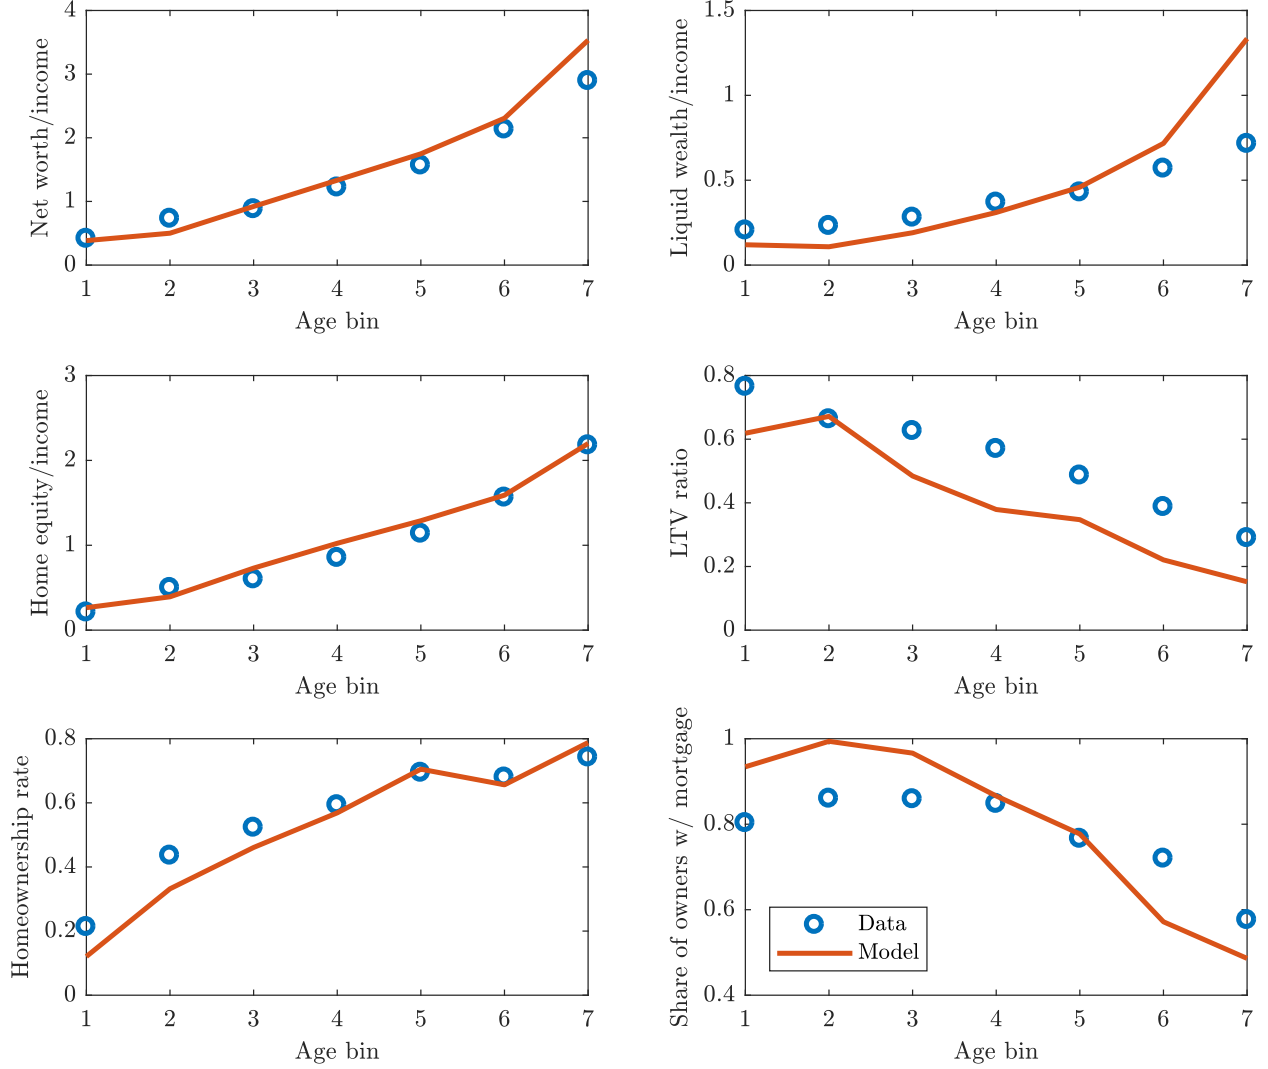 Net worth/income
4
3
2
1
0
1 2 3 4 5 6 7
Age bin
Liquid wealth/income
1.5
1
0.5
0
1 2 3 4 5 6 7
Age bin
Home equity/income
3
2
1
0
1 2 3 4 5 6 7
Age bin
LTV ratio
0.8
0.6
0.4
0.2
0
1 2 3 4 5 6 7
Age bin
Homeownership rate
0.8
0.6
0.4
0.2
0
1 2 3 4 5 6 7
Age bin
Share of owners w/ mortgage
1
0.8
0.6
0.4
1 2 3 4 5 6 7
Age bin
Data
Model